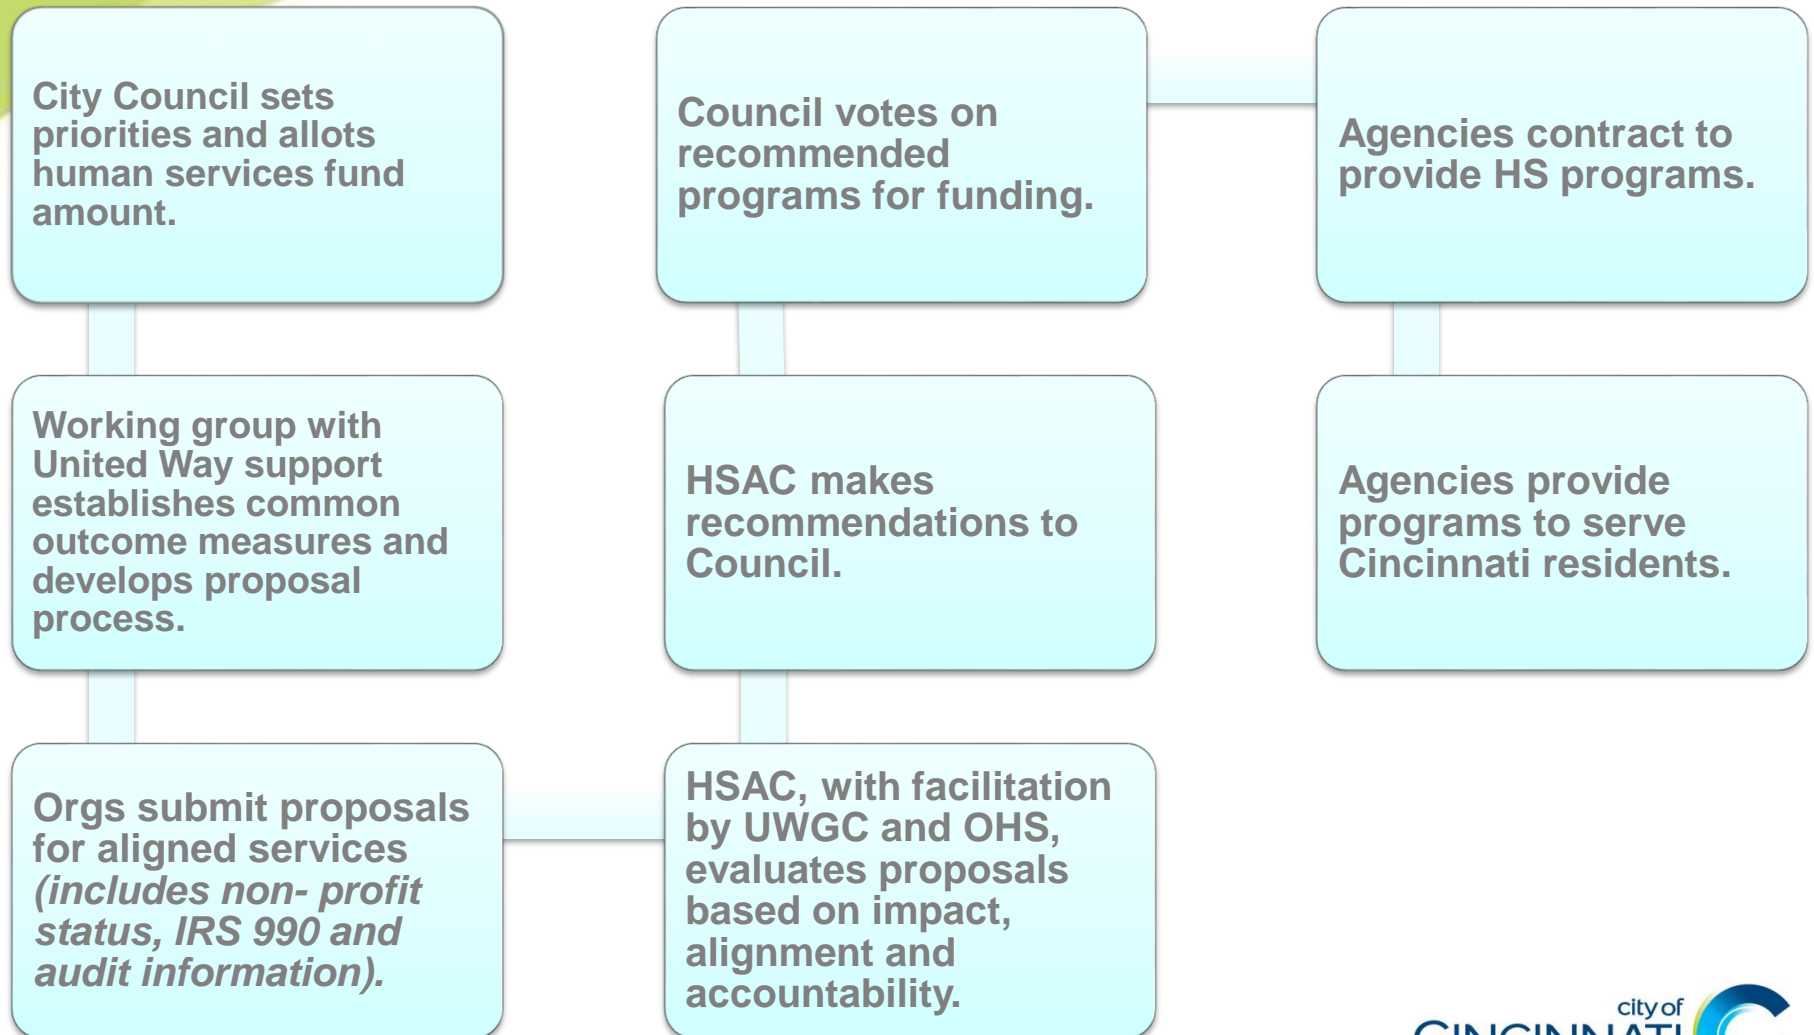 City Council sets
priorities and allots
human services fund
amount.
Working group with
United Way support
establishes common
outcome measures and
develops proposal
process.
Orgs submit proposals
for aligned services
(includes non- profit
status, IRS 990 and
audit information).
HSAC, with facilitation
by UWGC and OHS,
evaluates proposals
based on impact,
alignment and
accountability.
HSAC makes
recommendations to
Council.
Council votes on
recommended
programs for funding.
Agencies contract to
provide HS programs.
Agencies provide
programs to serve
Cincinnati residents.
city of
CINCINNATI